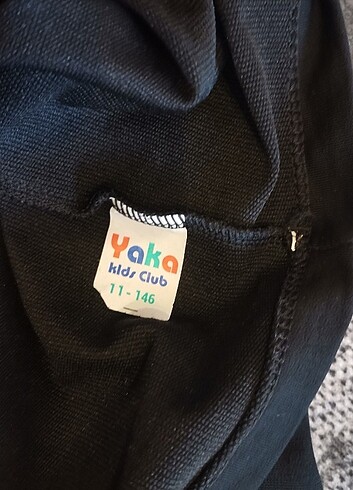 Yaka
Kids Club
11 - 146